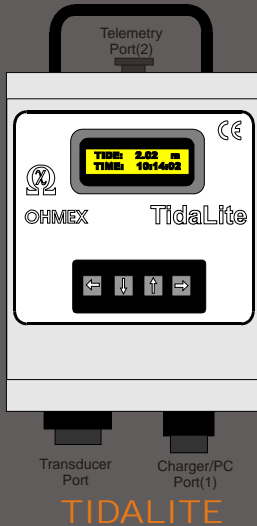 Telemetry
Port(2)
CE
TIDE: 2.02 m
TIME: 10:14:02
OHMEX
TidaLite
Transducer
Port
Charger/PC
Port(1)
TIDALITE